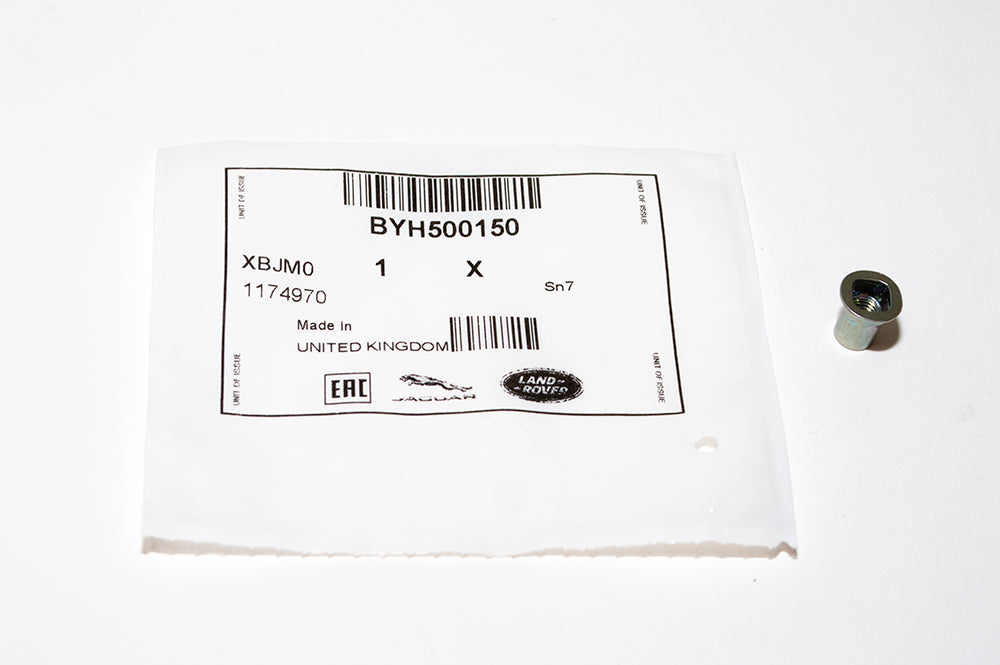 UNIT OF ISSUE
UNIT OF ISSUE
BYH500150
XBJM0 1 X
1174970
Sn7
Made in
UNITED KINGDOM
UNIT OF ISSUE
UNIT OF ISSUE
EAC
JAGUAR
LAND-
-ROVER